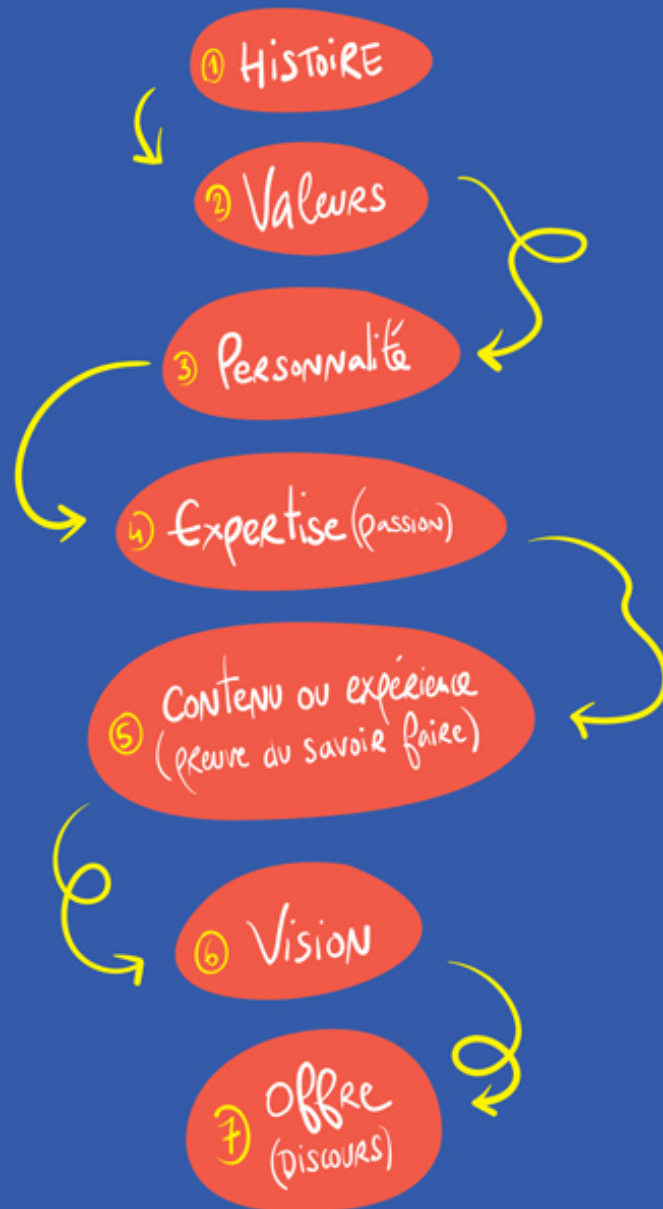 1 HISTOIRE
2 Valeurs
3 Personnalité
4 Expertise (passion)
5 contenu ou expérience
(preuve du savoir faire)
6 Vision
7 offre
(Discours)